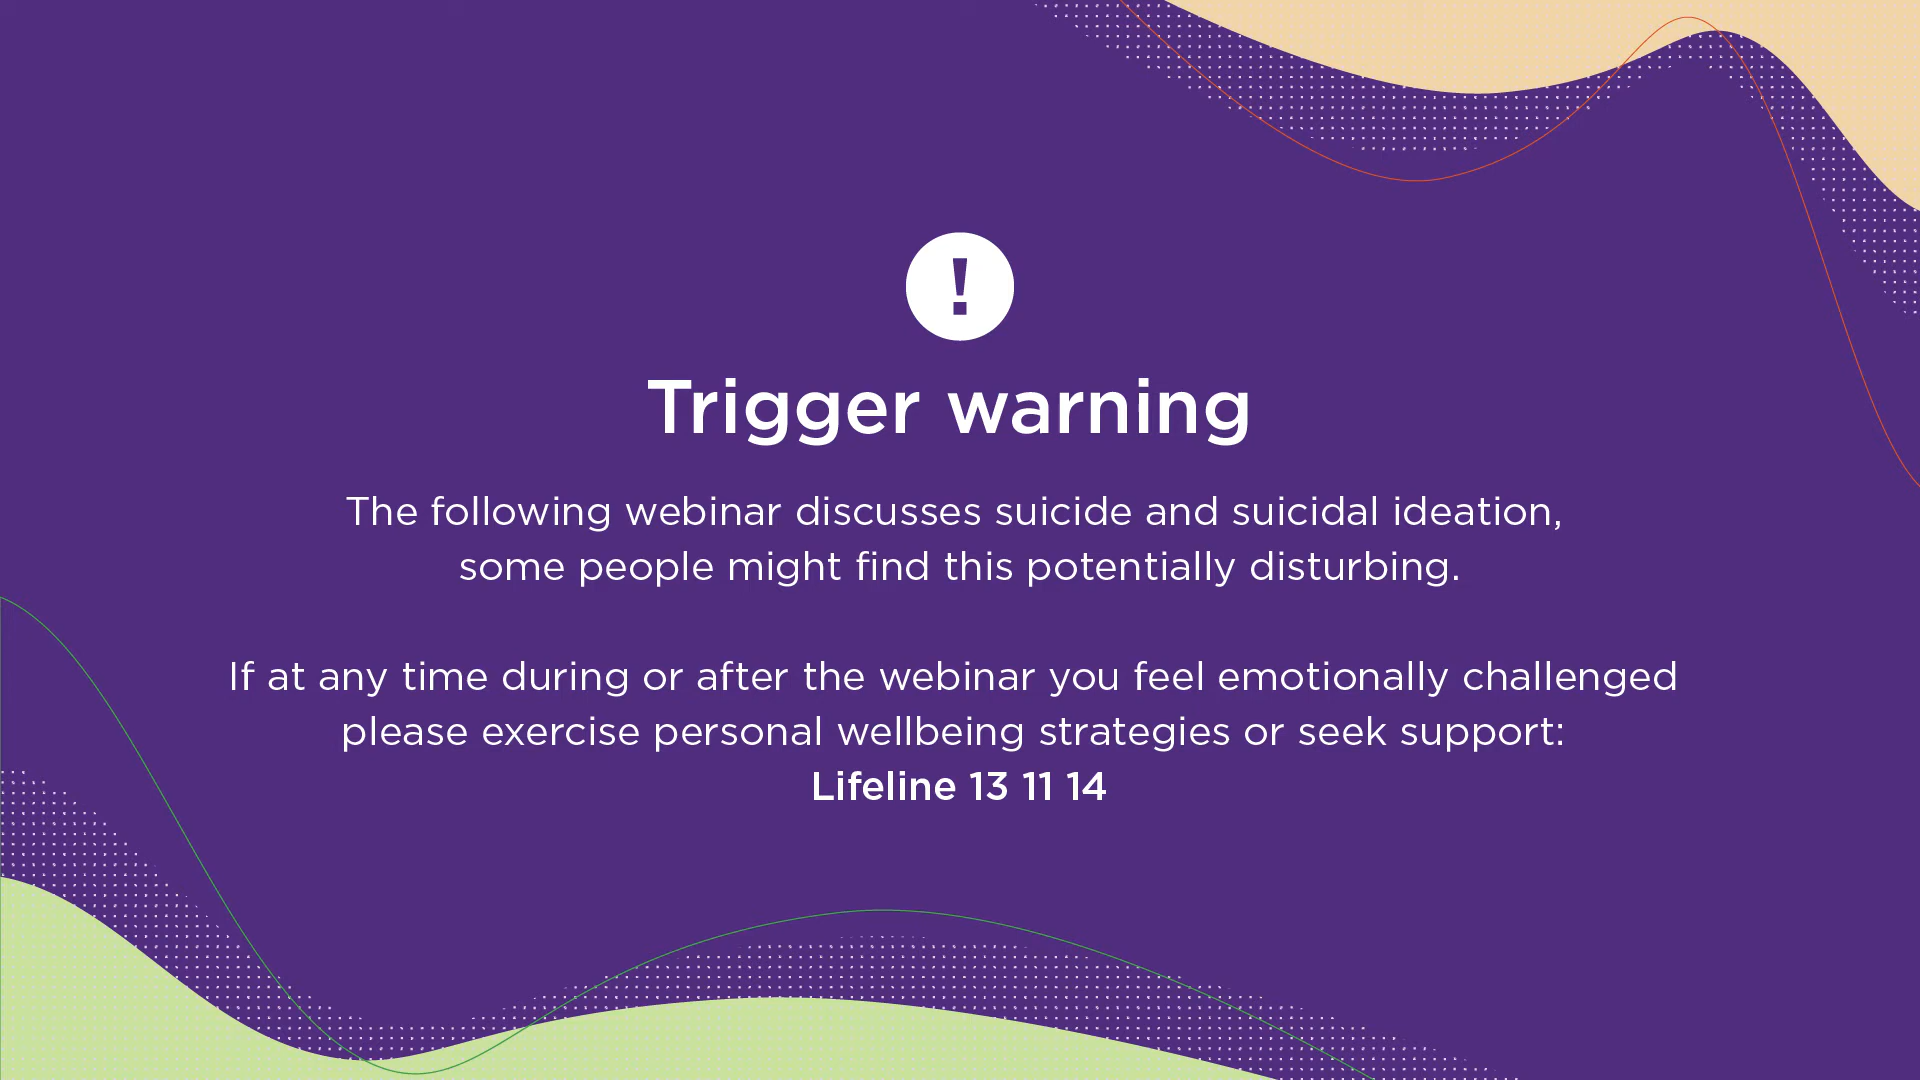 !
Trigger warning
The following webinar discusses suicide and suicidal ideation,
some people might find this potentially disturbing.
If at any time during or after the webinar you feel emotionally challenged
please exercise personal wellbeing strategies or seek support:
Lifeline 13 11 14